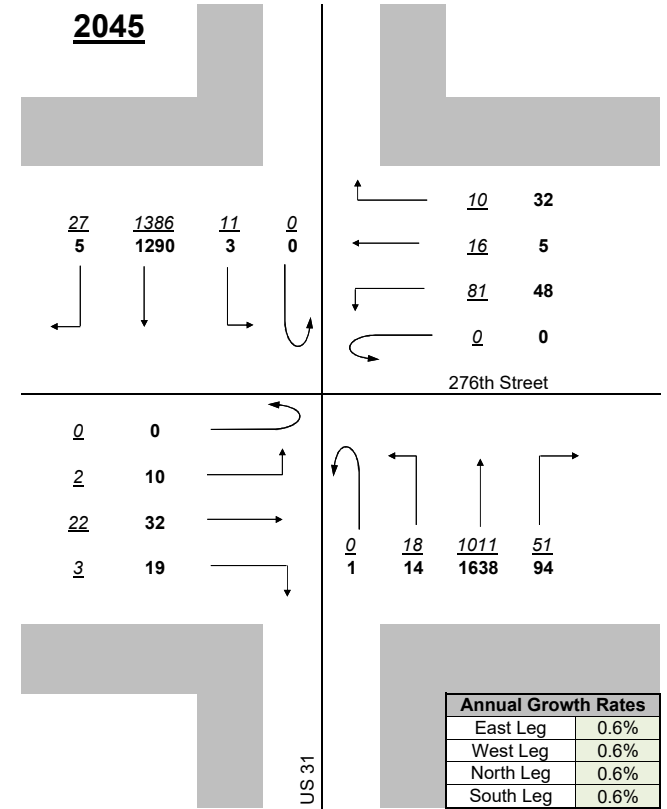 2045
27 1386 11 0
5 1290 3 0
10 32
16 5
81 48
0 0
276th Street
0 0
2 10
22 32
3 19
0 18 1011 51
1 14 1638 94
US 31
Annual Growth Rates
East Leg 0.6%
West Leg 0.6%
North Leg 0.6%
South Leg 0.6%